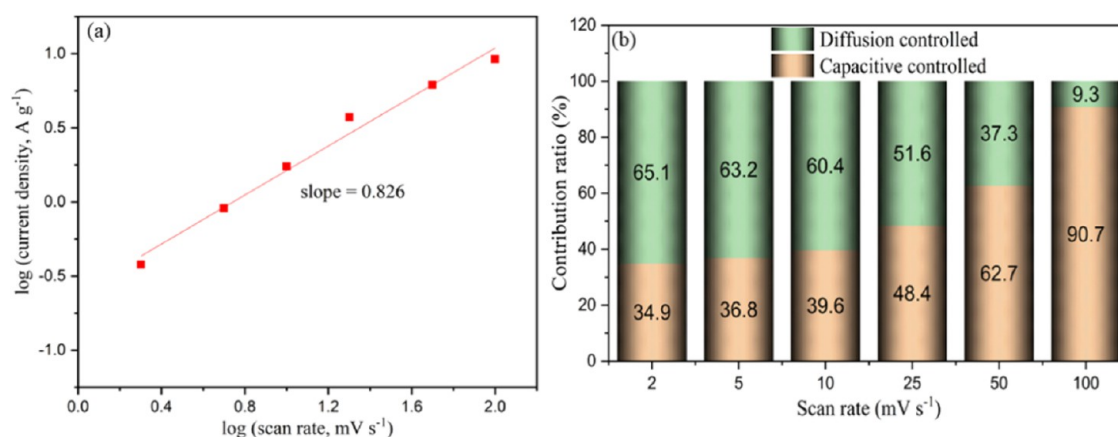 (a)
log (current density, A g⁻¹)
1.0
0.5
0.0
-0.5
-1.0
slope = 0.826
0.0 0.4 0.8 1.2 1.6 2.0
log (scan rate, mV s⁻¹)
(b)
Diffusion controlled
Capacitive controlled
Contribution ratio (%)
120
100
80
60
40
20
0
65.1 63.2 60.4 51.6 37.3 9.3
34.9 36.8 39.6 48.4 62.7 90.7
2 5 10 25 50 100
Scan rate (mV s⁻¹)